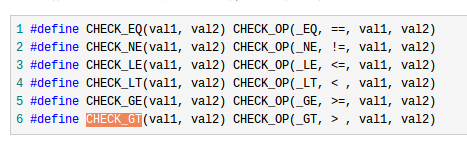 1 #define CHECK_EQ(val1, val2) CHECK_OP(_EQ, ==, val1, val2)
2 #define CHECK_NE(val1, val2) CHECK_OP(_NE, !=, val1, val2)
3 #define CHECK_LE(val1, val2) CHECK_OP(_LE, <=, val1, val2)
4 #define CHECK_LT(val1, val2) CHECK_OP(_LT, < , val1, val2)
5 #define CHECK_GE(val1, val2) CHECK_OP(_GE, >=, val1, val2)
6 #define CHECK_GT(val1, val2) CHECK_OP(_GT, > , val1, val2)